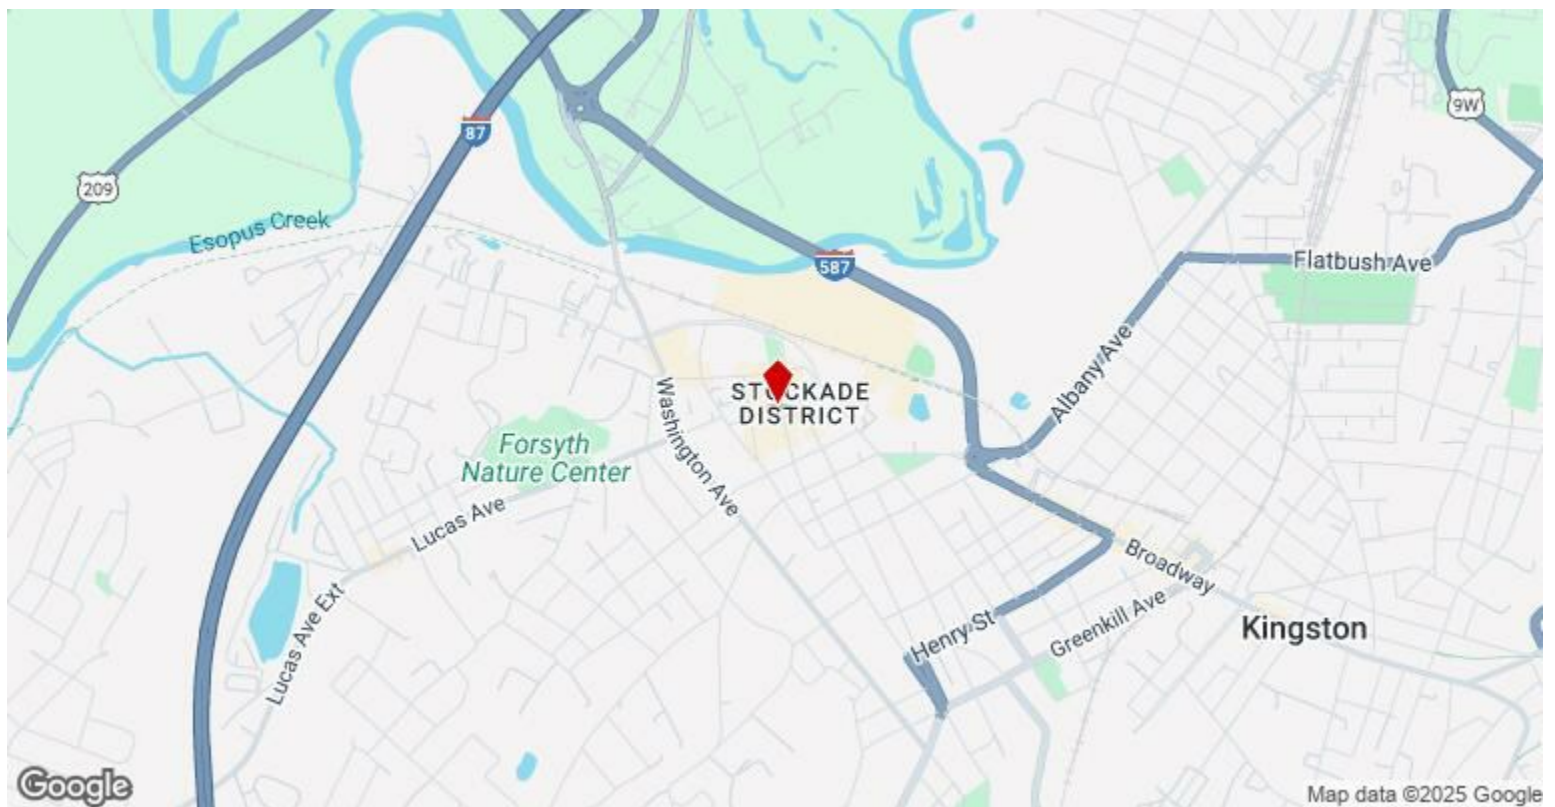 9W
87
209
Esopus Creek
587
Flatbush Ave
Albany Ave
STOCKADE
DISTRICT
Washington Ave
Forsyth
Nature Center
Lucas Ave
Broadway
Lucas Ave Ext
Henry St
Greenkill Ave
Kingston
Google
Map data ©2025 Google